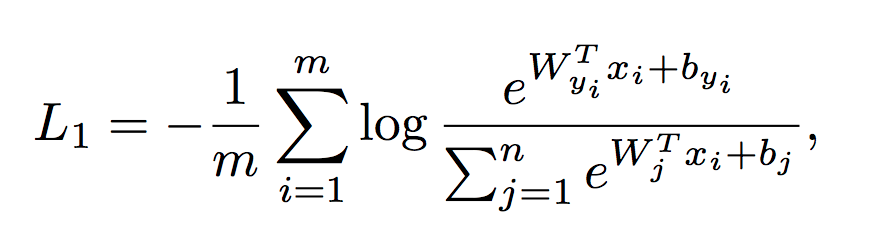 L_1 = -\frac{1}{m} \sum_{i=1}^{m} \log \frac{e^{W_{y_i}^T x_i + b_{y_i}}}{\sum_{j=1}^{n} e^{W_j^T x_i + b_j}},